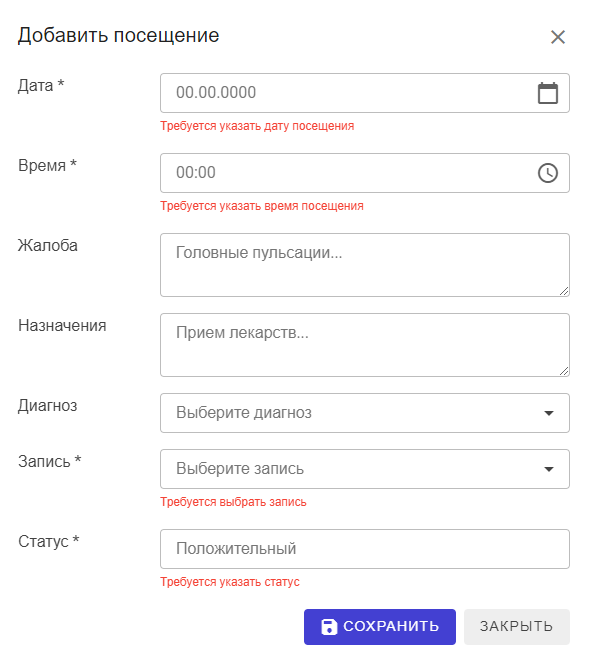 Добавить посещение
Дата *
00.00.0000
Требуется указать дату посещения
Время *
00:00
Требуется указать время посещения
Жалоба
Головные пульсации...
Назначения
Прием лекарств...
Диагноз
Выберите диагноз
Запись *
Выберите запись
Требуется выбрать запись
Статус *
Положительный
Требуется указать статус
СОХРАНИТЬ
ЗАКРЫТЬ